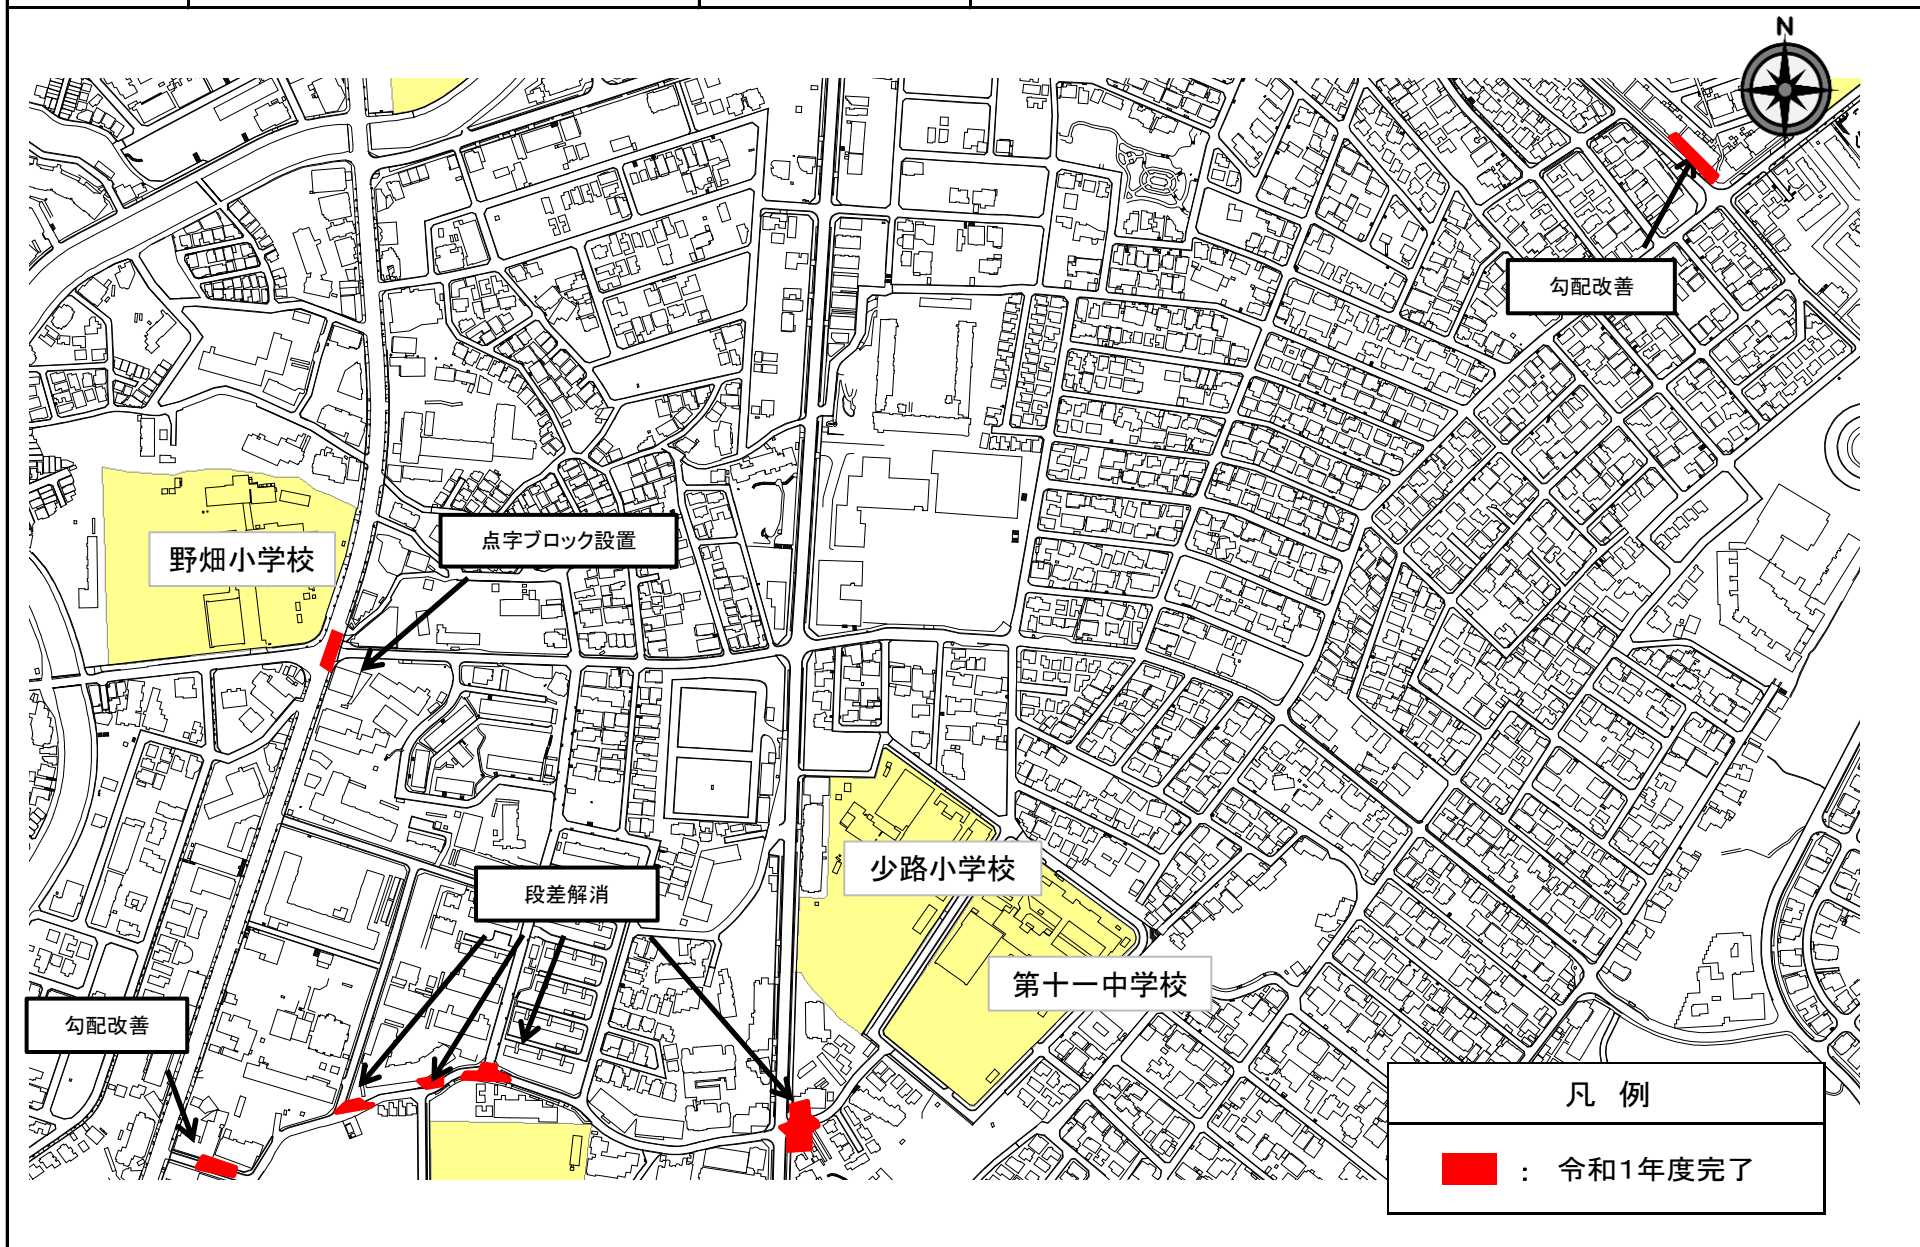 N
勾配改善
点字ブロック設置
野畑小学校
少路小学校
段差解消
第十一中学校
勾配改善
凡 例
： 令和1年度完了